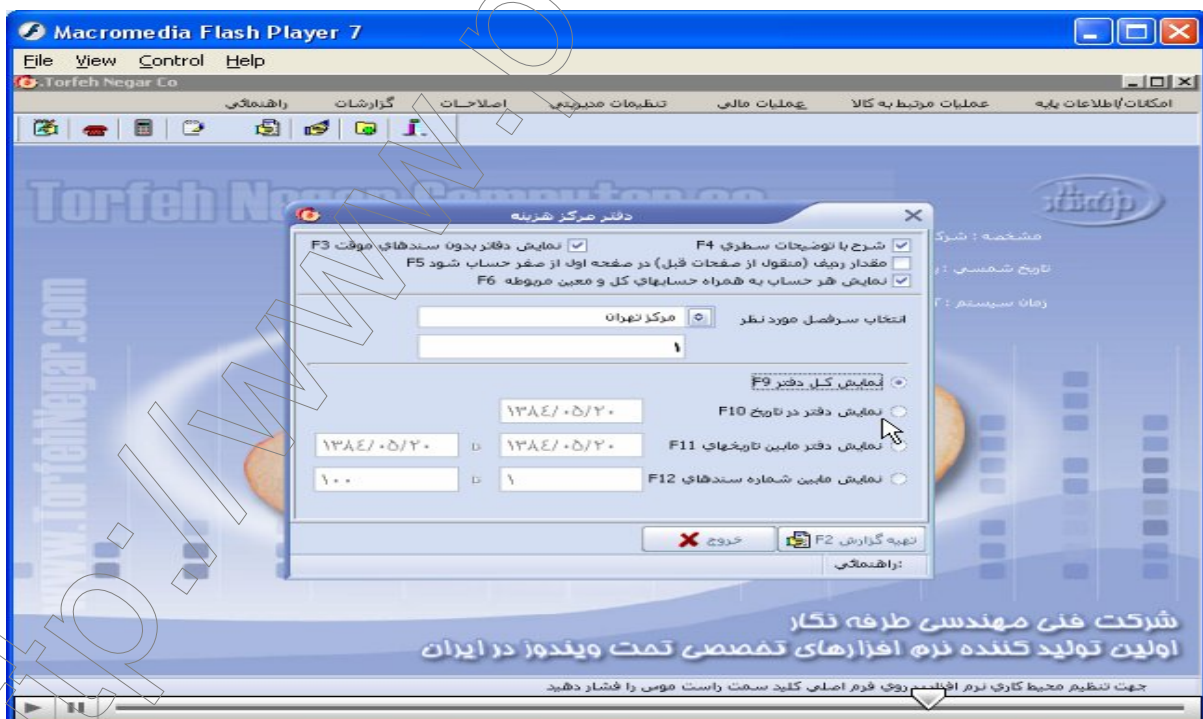 Macromedia Flash Player 7
File View Control Help
Torfeh Negar Co.
امکانات/اطلاعات پایه عملیات مرتبط به کالا عملیات مالی تنظیمات مدیریتی اصلاحات گزارشات راهنمائی
Torfeh Negar Computer co
www.TorfehNegar.com
مشخصه : شرک
تاریخ شمسی :
زمان سیستم :
دفتر مرکز هزینه
شرح با توضیحات سطری F4 نمایش دفاتر بدون سندهای موقت F3
مقدار ردیف (منقول از صفحات قبل) در صفحه اول از صفر حساب شود F5
نمایش هر حساب به همراه حسابهای کل و معین مربوطه F6
انتخاب سرفصل مورد نظر مرکز تهران
۱
نمایش کل دفتر F9
نمایش دفتر در تاریخ F10 ۱۳۸٤/۰۵/۲۰
نمایش دفتر مابین تاریخهای F11 ۱۳۸٤/۰۵/۲۰ تا ۱۳۸٤/۰۵/۲۰
نمایش مابین شماره سندهای F12 ۱ تا ۱۰۰
تهیه گزارش F2 خروج
راهنمائی:
شرکت فنی مهندسی طرفه نگار
اولین تولید کننده نرم افزارهای تخصصی تحت ویندوز در ایران
جهت تنظیم محیط کاری نرم افزار بر روی فرم اصلی کلید سمت راست موس را فشار دهید